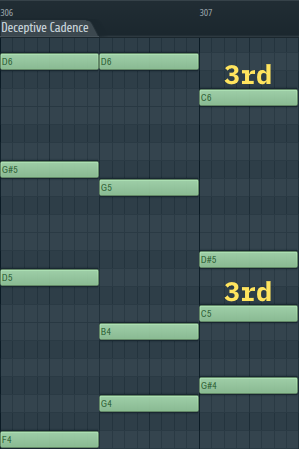 306 307
Deceptive Cadence
D6 D6
3rd
C6
G#5
G5
D#5
D5
3rd
C5
B4
G#4
G4
F4